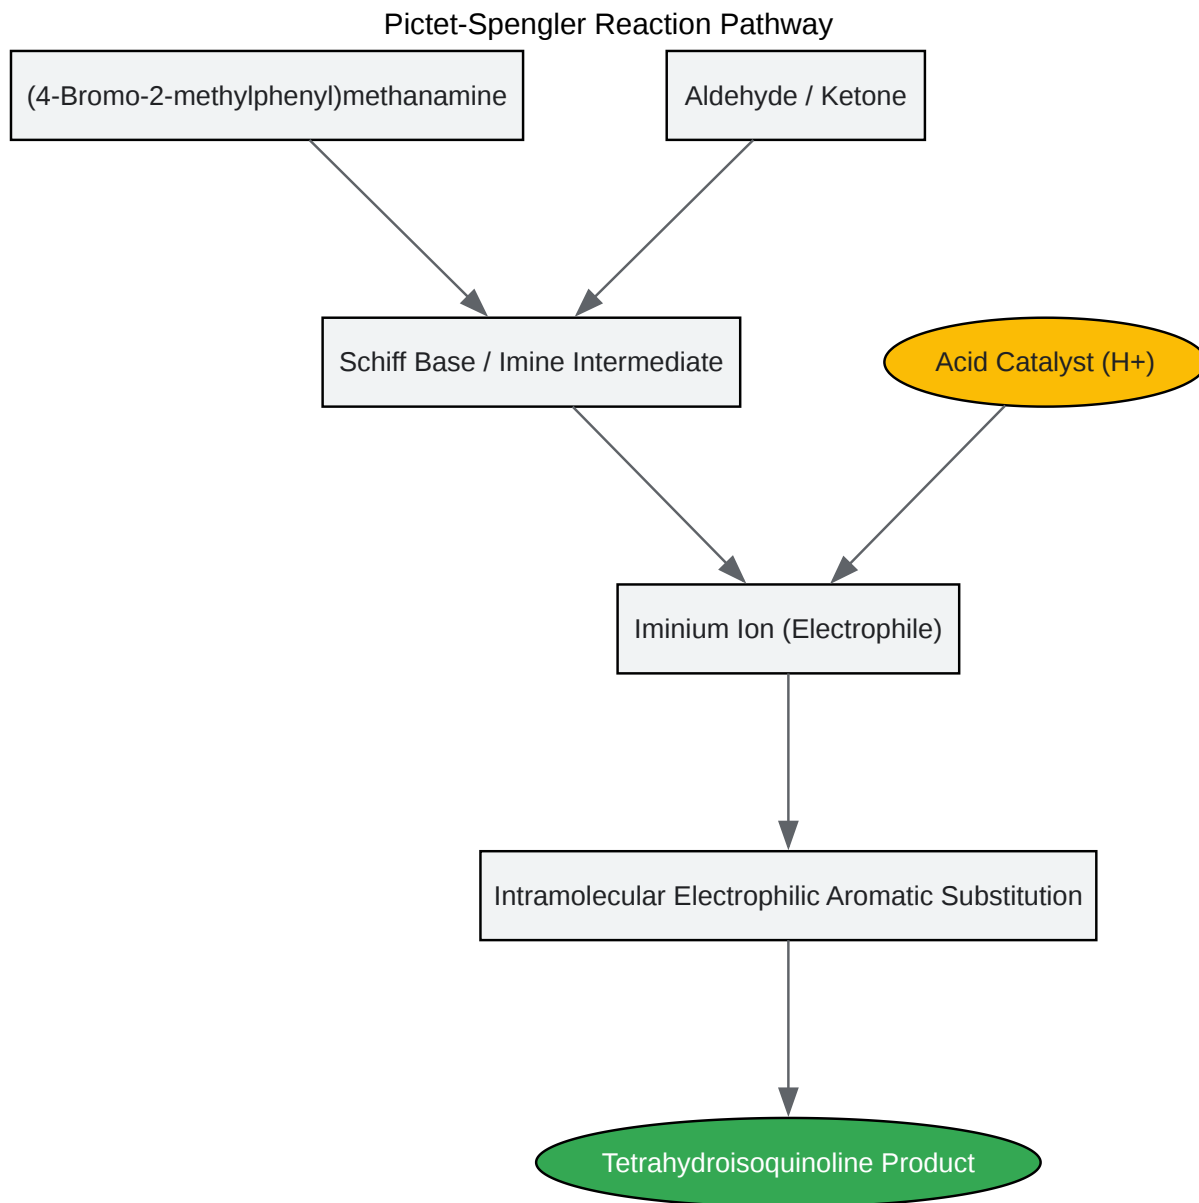 Pictet-Spengler Reaction Pathway
(4-Bromo-2-methylphenyl)methanamine
Aldehyde / Ketone
Schiff Base / Imine Intermediate
Acid Catalyst (H+)
Iminium Ion (Electrophile)
Intramolecular Electrophilic Aromatic Substitution
Tetrahydroisoquinoline Product